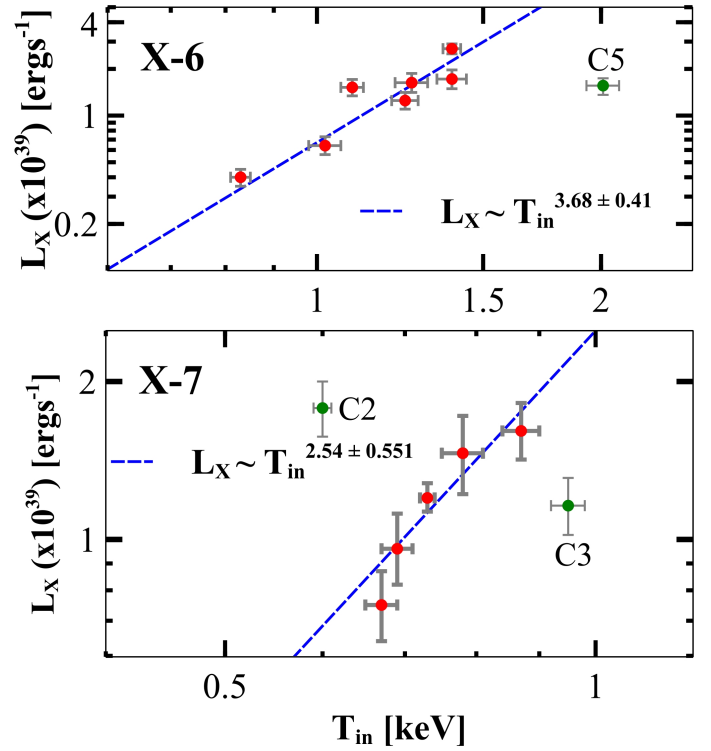 X-6
C5
4
1
0.2
L_X (x10^39) [ergs^-1]
L_X ~ T_in^3.68 ± 0.41
1
1.5
2
X-7
C2
2
1
L_X (x10^39) [ergs^-1]
L_X ~ T_in^2.54 ± 0.551
C3
0.5
1
T_in [keV]